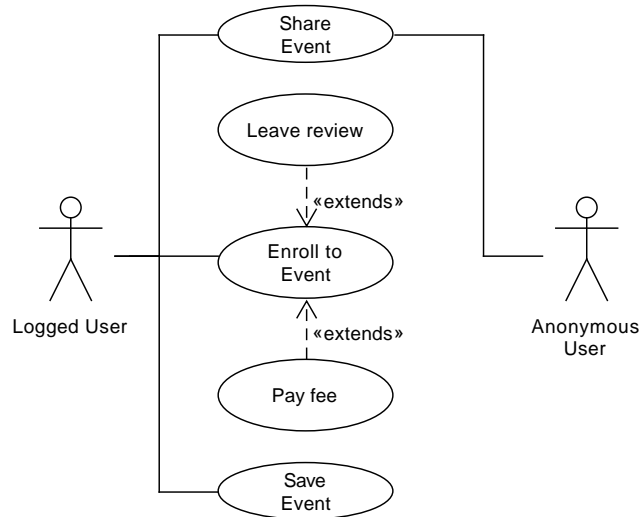 Share
Event
Leave review
«extends»
Enroll to
Event
Logged User
Anonymous
User
«extends»
Pay fee
Save
Event